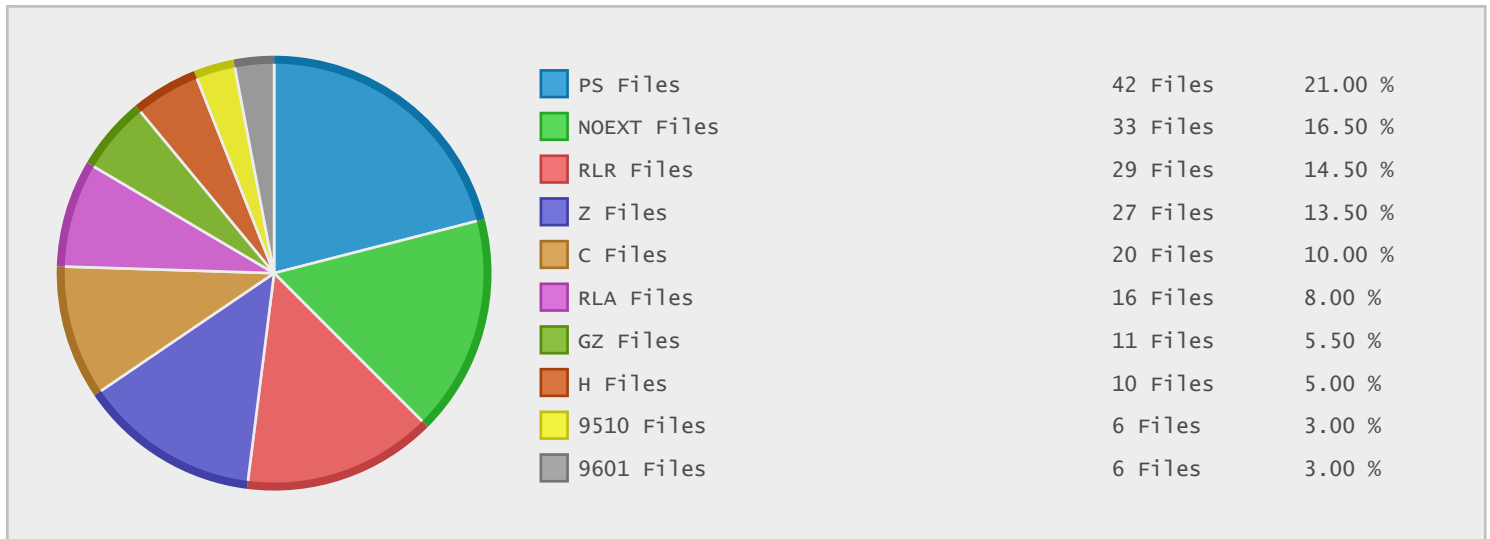 PS Files 42 Files 21.00 %
NOEXT Files 33 Files 16.50 %
RLR Files 29 Files 14.50 %
Z Files 27 Files 13.50 %
C Files 20 Files 10.00 %
RLA Files 16 Files 8.00 %
GZ Files 11 Files 5.50 %
H Files 10 Files 5.00 %
9510 Files 6 Files 3.00 %
9601 Files 6 Files 3.00 %